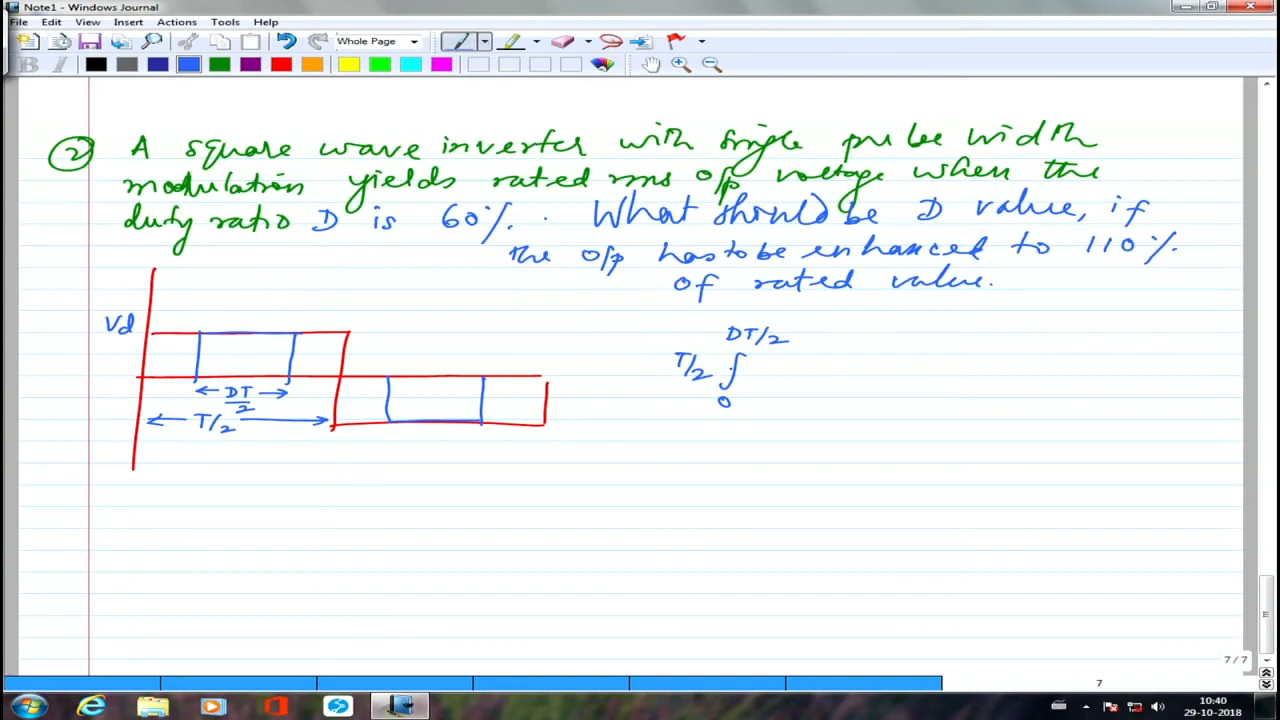 Note1 - Windows Journal
File Edit View Insert Actions Tools Help
Whole Page
B I
② A square wave inverter with single pulse width
modulation yields rated rms o/p voltage when the
duty ratio D is 60%. What should be D value, if
the o/p has to be enhanced to 110%
of rated value.
Vd
DT/2
T/2
DT/2
T/2 ∫
0
7 / 7
7
10:40
29-10-2018